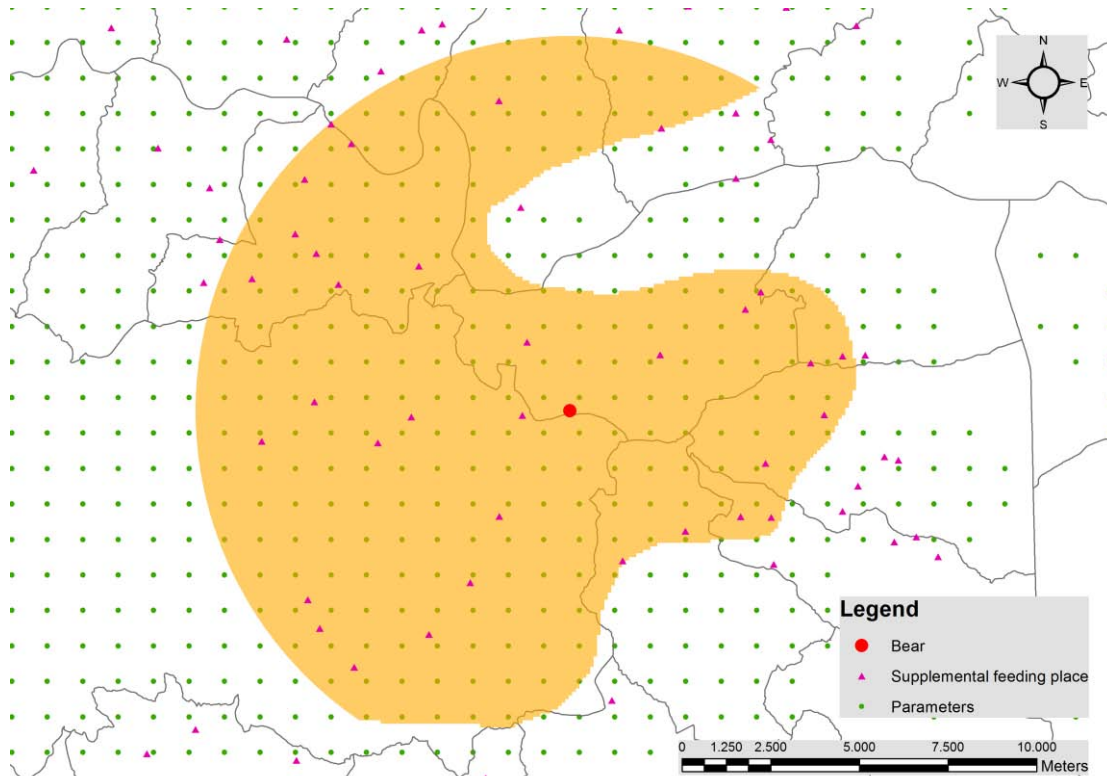 N
W E
S
Legend
Bear
Supplemental feeding place
Parameters
0 1.250 2.500 5.000 7.500 10.000
Meters